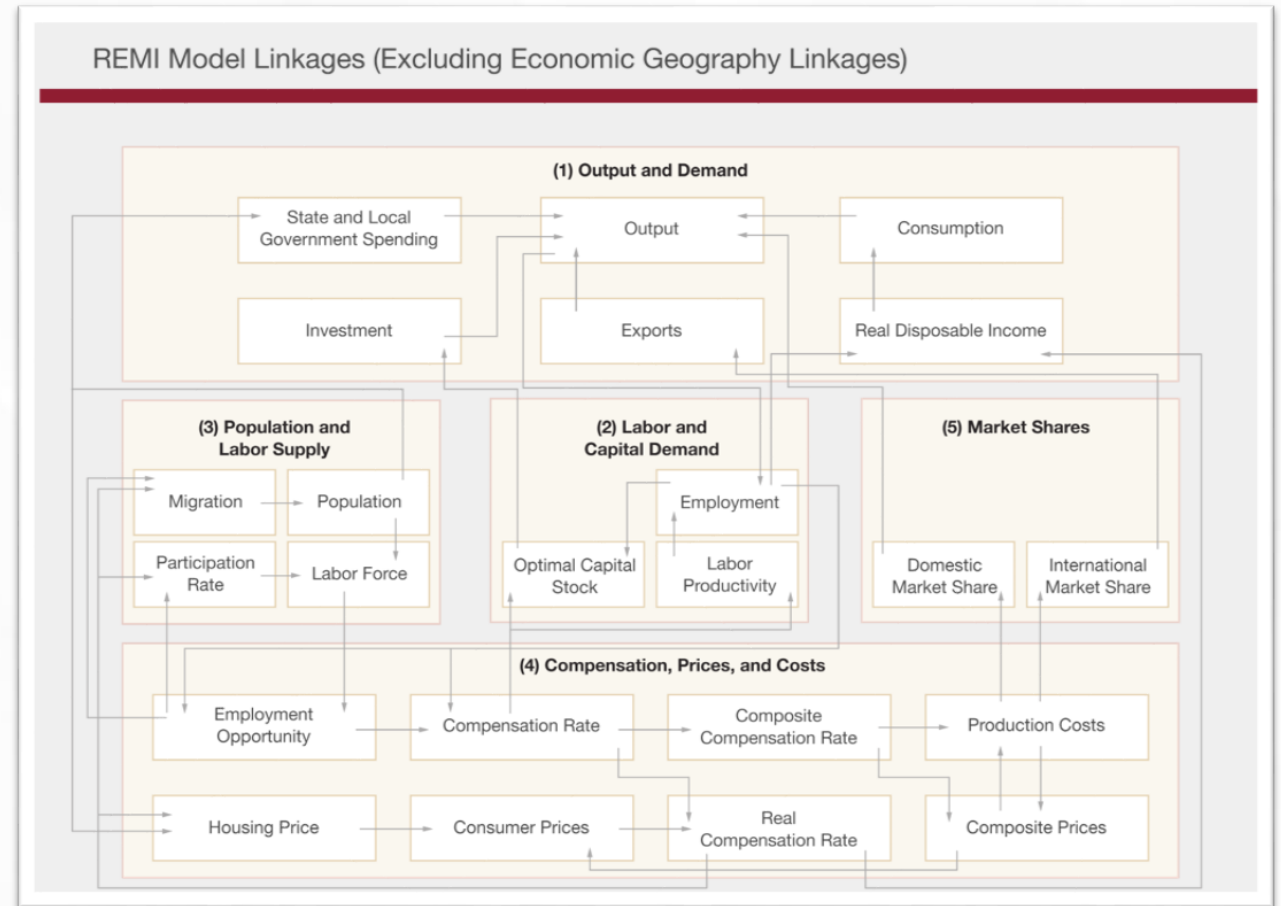 REMI Model Linkages (Excluding Economic Geography Linkages)
(1) Output and Demand
State and Local
Government Spending
Output
Consumption
Investment
Exports
Real Disposable Income
(3) Population and
Labor Supply
Migration
Population
Participation
Rate
Labor Force
(2) Labor and
Capital Demand
Employment
Optimal Capital
Stock
Labor
Productivity
(5) Market Shares
Domestic
Market Share
International
Market Share
(4) Compensation, Prices, and Costs
Employment
Opportunity
Compensation Rate
Composite
Compensation Rate
Production Costs
Housing Price
Consumer Prices
Real
Compensation Rate
Composite Prices